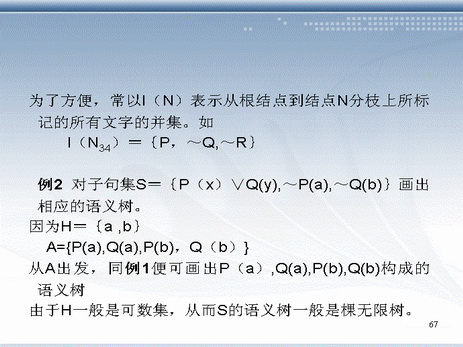 为了方便，常以I（N）表示从根结点到结点N分枝上所标
记的所有文字的并集。如
I（N34）＝｛P，～Q,～R｝
例2 对子句集S＝｛P（x）∨Q(y),～P(a),～Q(b)｝画出
相应的语义树。
因为H＝｛a ,b｝
A={P(a),Q(a),P(b)，Q（b）}
从A出发，同例1便可画出P（a）,Q(a),P(b),Q(b)构成的
语义树
由于H一般是可数集，从而S的语义树一般是棵无限树。
67